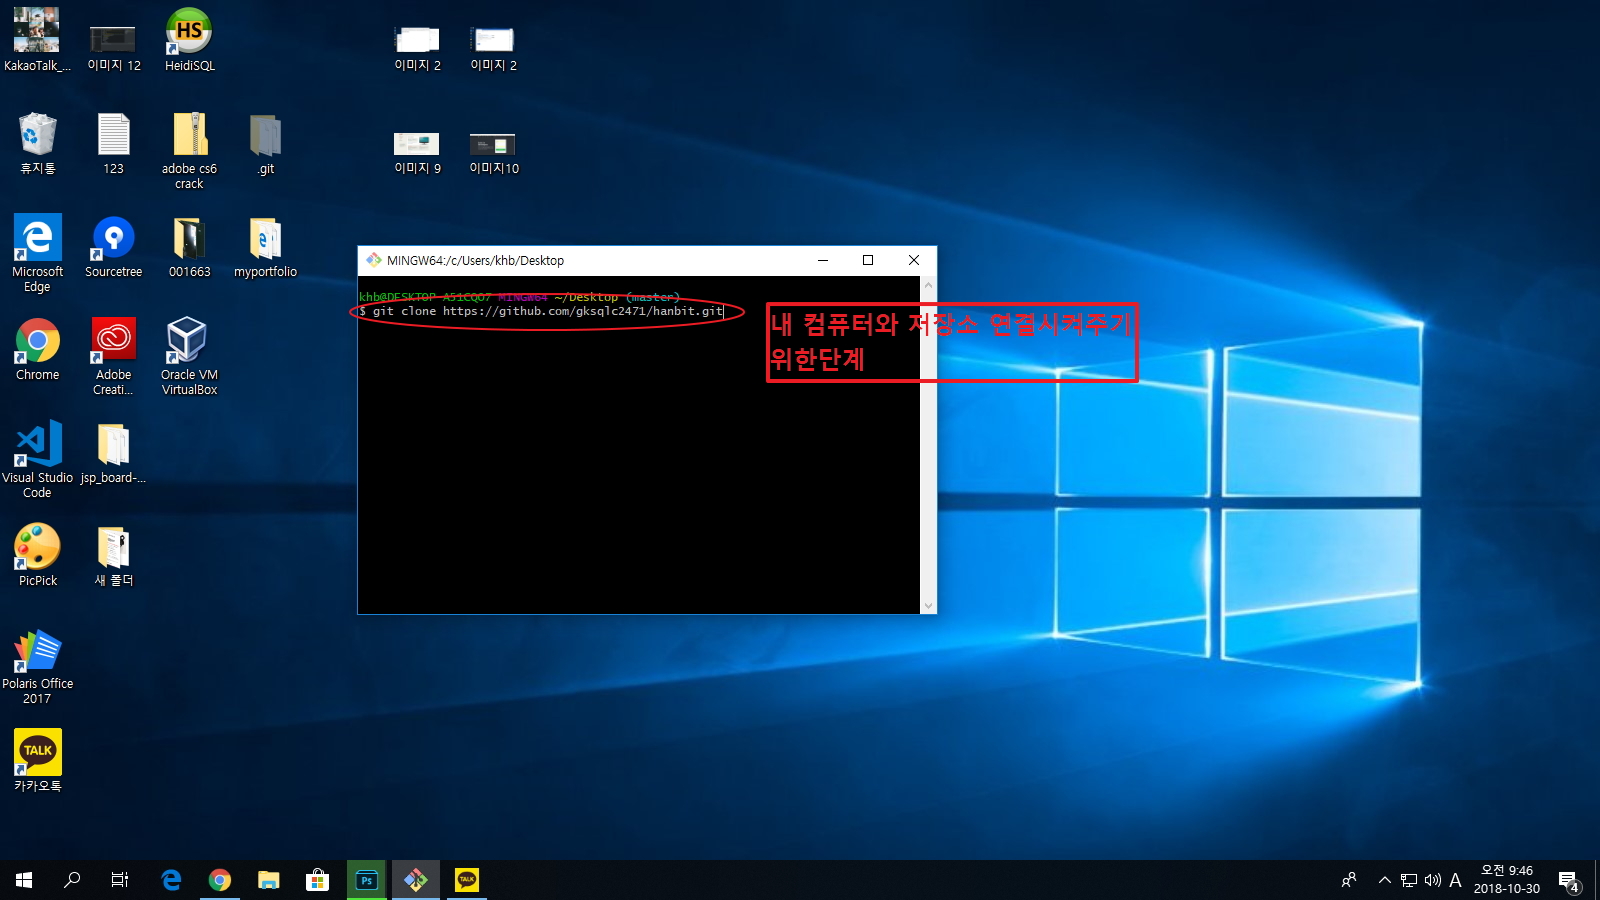 KakaoTalk_...
이미지 12
HeidiSQL
HS
이미지 2
이미지 2
휴지통
123
adobe cs6
crack
.git
이미지 9
이미지10
Microsoft
Edge
Sourcetree
001663
myportfolio
MINGW64:/c/Users/khb/Desktop
khb@DESKTOP-A51CQO7 MINGW64 ~/Desktop (master)
$ git clone https://github.com/gksqlc2471/hanbit.git
내 컴퓨터와 저장소 연결시켜주기
위한단계
Chrome
Adobe
Creati...
Oracle VM
VirtualBox
Visual Studio
Code
jsp_board-...
PicPick
새 폴더
Polaris Office
2017
TALK
카카오톡
Ps
TALK
A
오전 9:46
2018-10-30
4